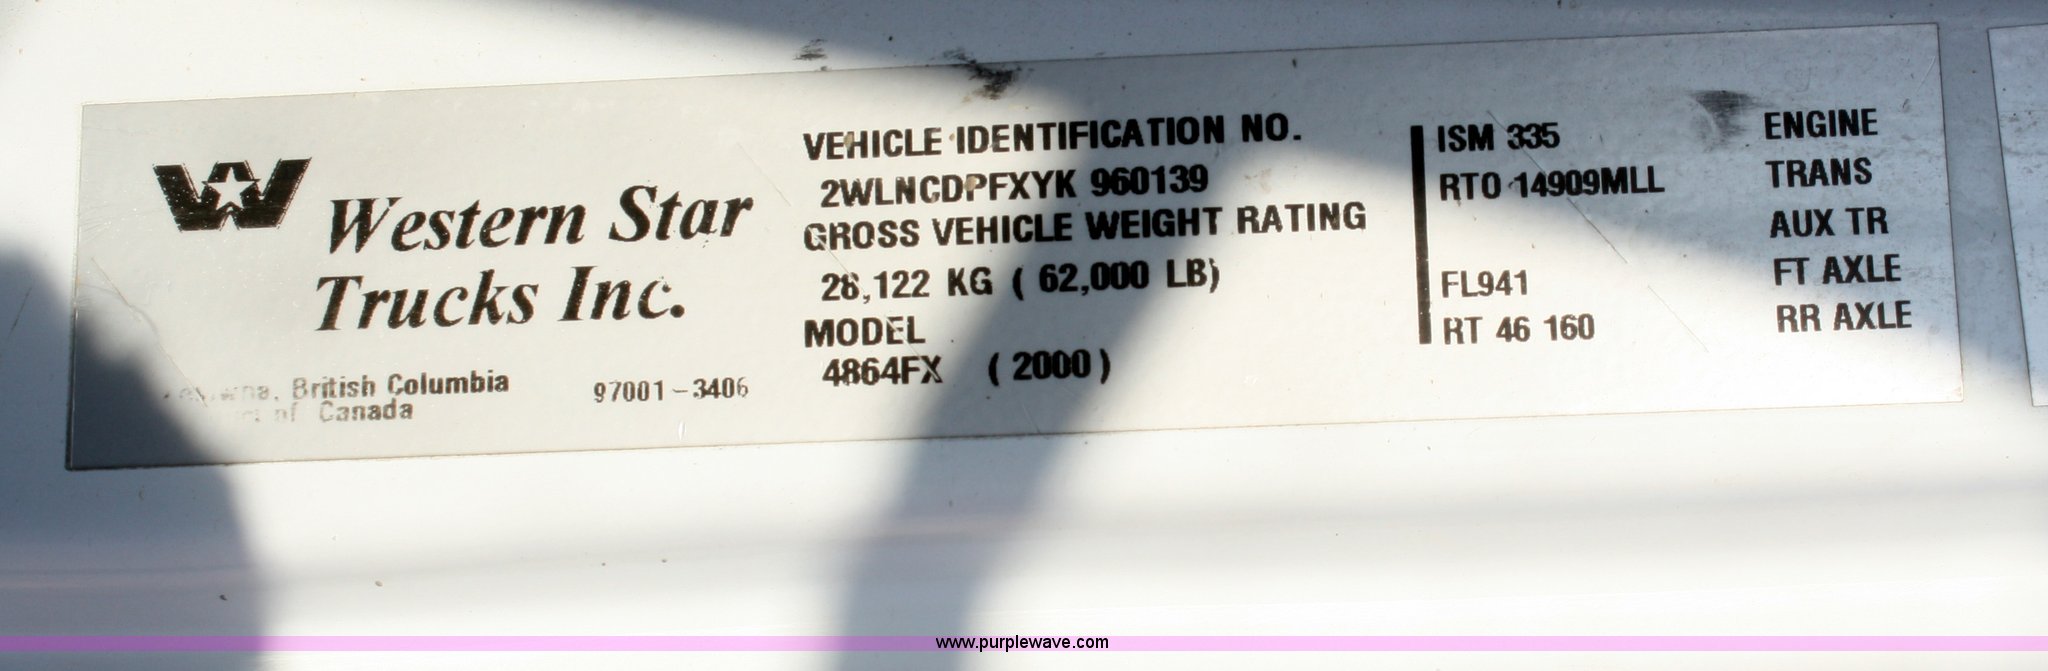 Western Star
Trucks Inc.
British Columbia
of Canada
97001-3406
VEHICLE IDENTIFICATION NO.
2WLNCDPFXYK 960139
GROSS VEHICLE WEIGHT RATING
28,122 KG ( 62,000 LB)
MODEL
4864FX ( 2000 )
ISM 335 ENGINE
RTO 14909MLL TRANS
AUX TR
FL941 FT AXLE
RT 46 160 RR AXLE
www.purplewave.com